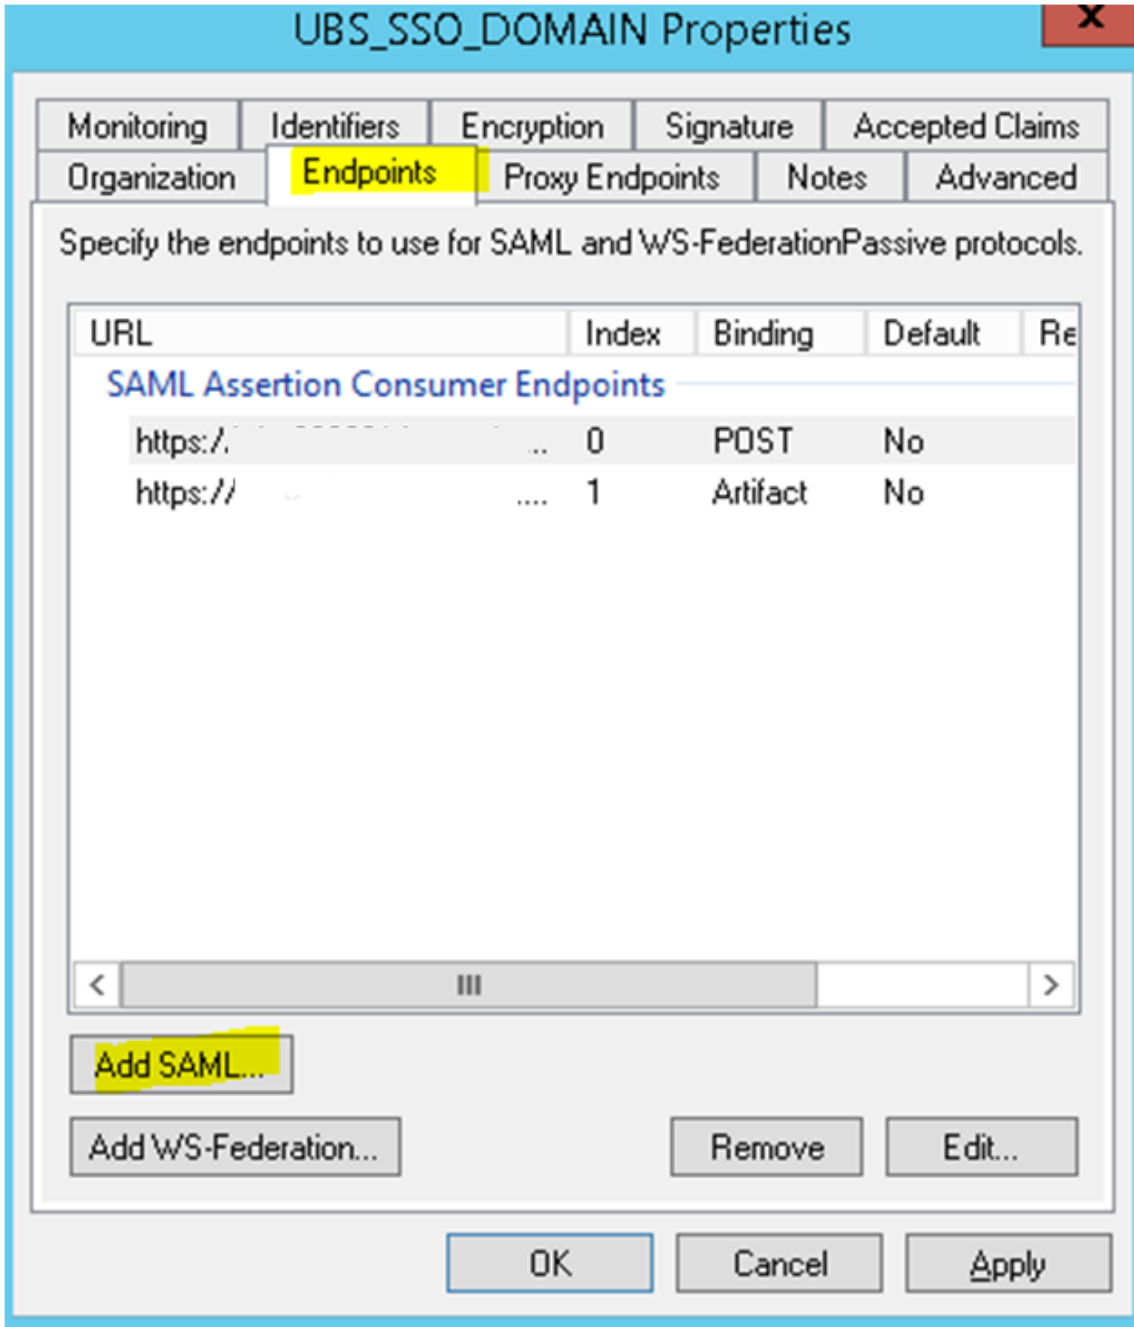 UBS_SSO_DOMAIN Properties
x
Monitoring Identifiers Encryption Signature Accepted Claims
Organization Endpoints Proxy Endpoints Notes Advanced
Specify the endpoints to use for SAML and WS-FederationPassive protocols.
URL Index Binding Default Re
SAML Assertion Consumer Endpoints
https:/ .. 0 POST No
https:// .... 1 Artifact No
Add SAML...
Add WS-Federation... Remove Edit...
OK Cancel Apply